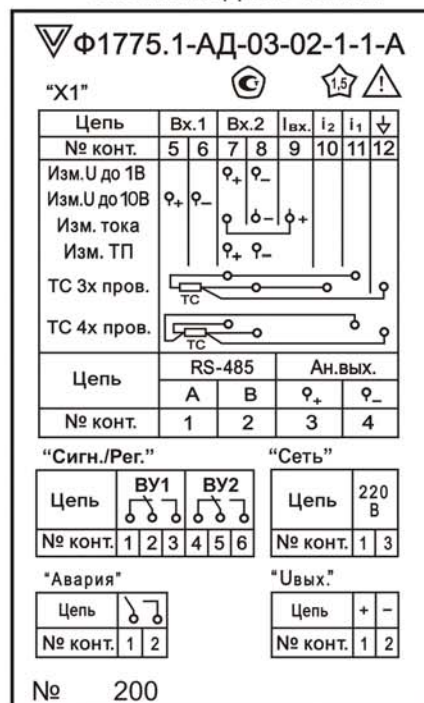 Ф1775.1-АД-03-02-1-1-А
"X1"
1,5
Цепь Вх.1 Вх.2 Iвх. i₂ i₁
№ конт. 5 6 7 8 9 10 11 12
Изм.U до 1В + −
Изм.U до 10В + −
Изм. тока − +
Изм. ТП + −
ТС 3х пров. ТС
ТС 4х пров. ТС
Цепь RS-485 Ан.вых.
A B + −
№ конт. 1 2 3 4
"Сигн./Рег."
Цепь ВУ1 ВУ2
№ конт. 1 2 3 4 5 6
"Сеть"
Цепь 220 В
№ конт. 1 3
"Авария"
Цепь
№ конт. 1 2
"Uвых."
Цепь + −
№ конт. 1 2
№ 200